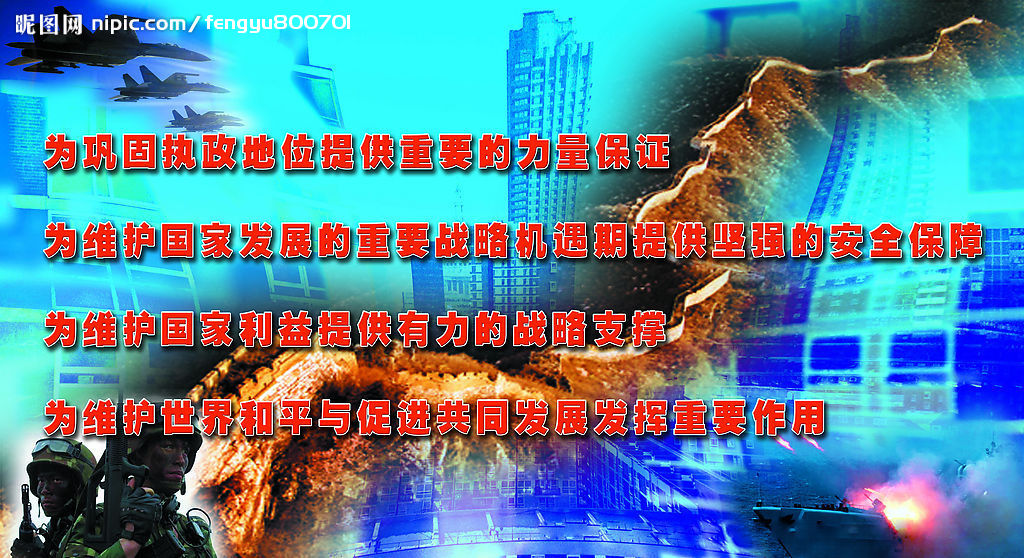 昵图网 nipic.com/fengyu800701
为巩固执政地位提供重要的力量保证
为维护国家发展的重要战略机遇期提供坚强的安全保障
为维护国家利益提供有力的战略支撑
为维护世界和平与促进共同发展发挥重要作用